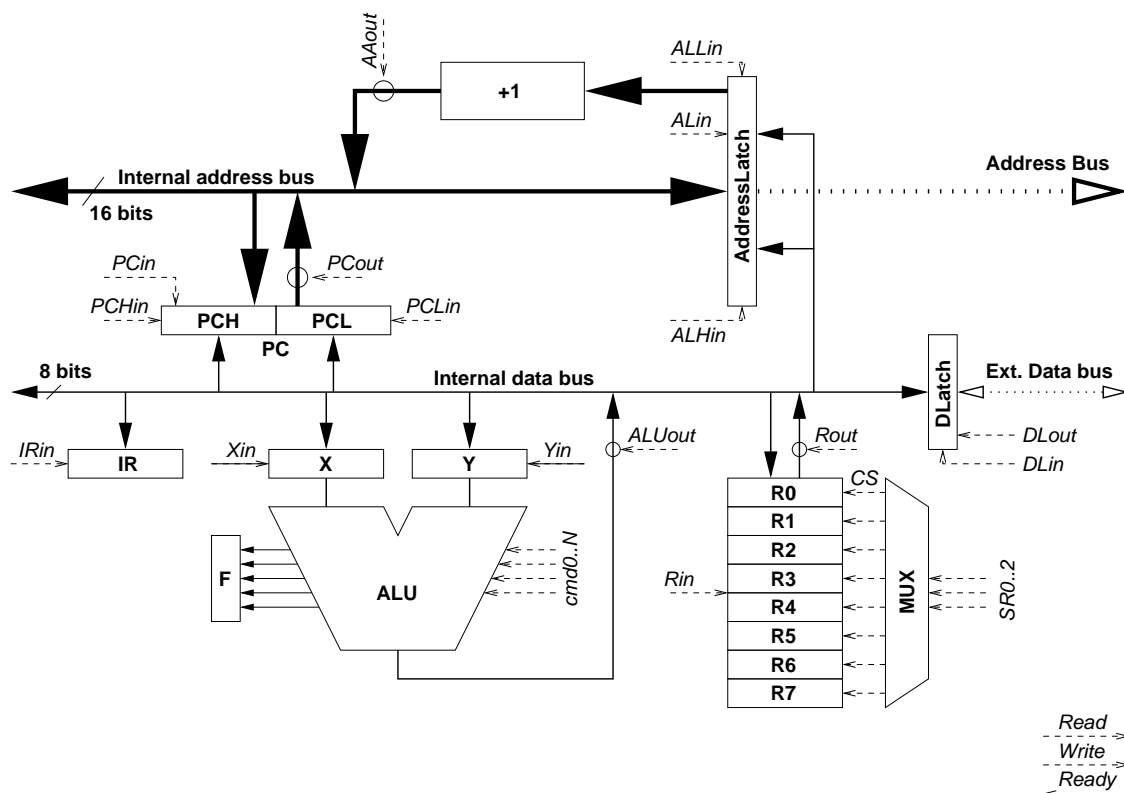 AAout
ALLin
+1
ALin
AddressLatch
Internal address bus
Address Bus
16 bits
PCin
PCout
PCHin
PCH
PCL
PCLin
PC
ALHin
8 bits
Internal data bus
DLatch
Ext. Data bus
IRin
IR
Xin
X
Y
Yin
ALUout
Rout
DLout
DLin
CS
R0
R1
R2
R3
R4
R5
R6
R7
F
ALU
cmd0..N
Rin
MUX
SR0..2
Read
Write
Ready